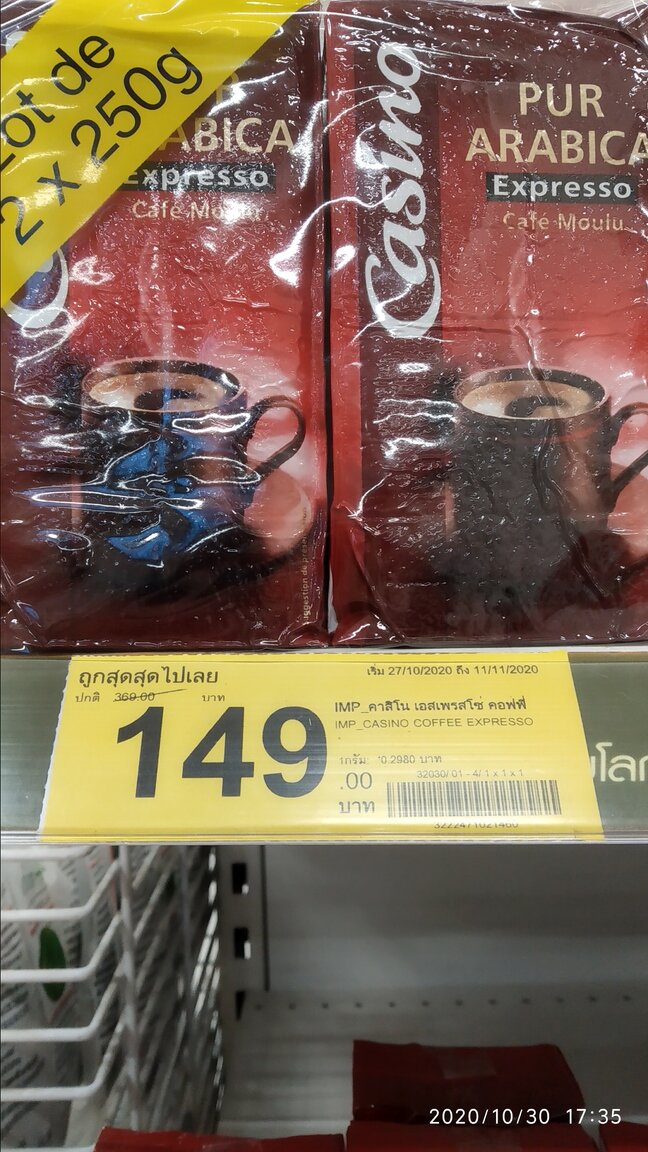 Lot de
2 x 250g
ABICA
Expresso
Café Moulu
Casino
PUR
ARABICA
Expresso
Café Moulu
ถูกสุดสุดไปเลย
เริ่ม 27/10/2020 ถึง 11/11/2020
ปกติ 369.00 บาท
149
.00
บาท
IMP_คาสิโน เอสเพรสโซ่ คอฟฟี่
IMP_CASINO COFFEE EXPRESSO
1กรัม: 0.2980 บาท
32030/ 01 - 4/ 1 x 1 x 1
3222471021460
2020/10/30 17:35